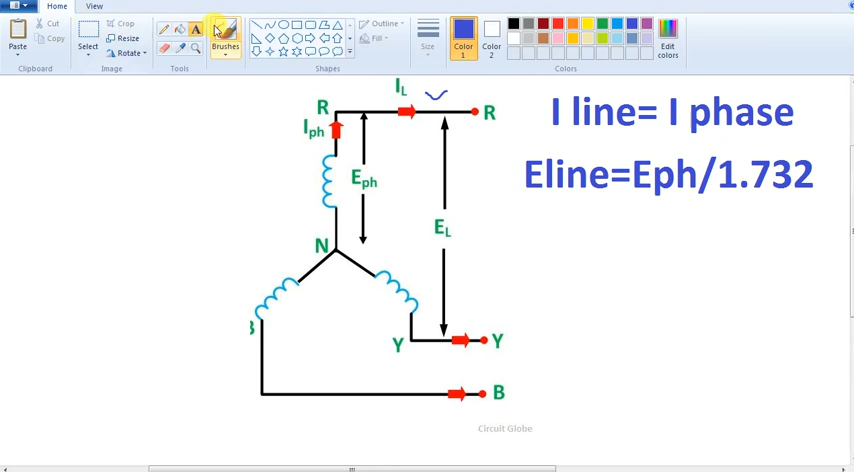 Home
View
Paste
Cut
Copy
Clipboard
Select
Crop
Resize
Rotate
Image
A
Tools
Brushes
Shapes
Outline
Fill
Size
Color
1
Color
2
Edit
colors
Colors
IL
R
R
Iph
Eph
EL
N
Y
Y
B
Circuit Globe
I line= I phase
Eline=Eph/1.732